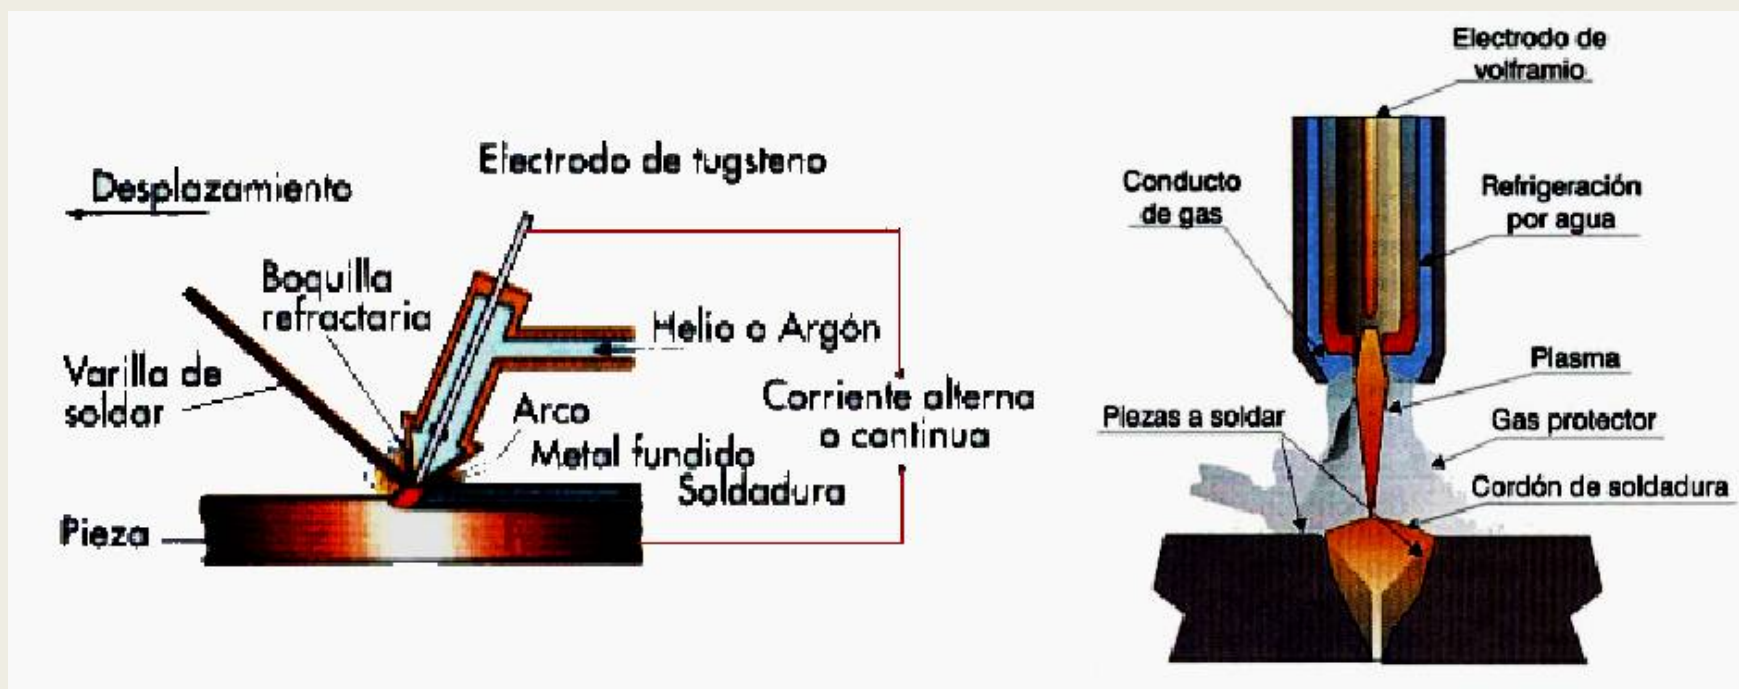 Desplazamiento
Electrodo de tugsteno
Boquilla
refractaria
Helio o Argón
Varilla de
soldar
Arco
Corriente alterna
o continua
Metal fundido
Soldadura
Pieza
Electrodo de
volframio
Conducto
de gas
Refrigeración
por agua
Plasma
Piezas a soldar
Gas protector
Cordón de soldadura